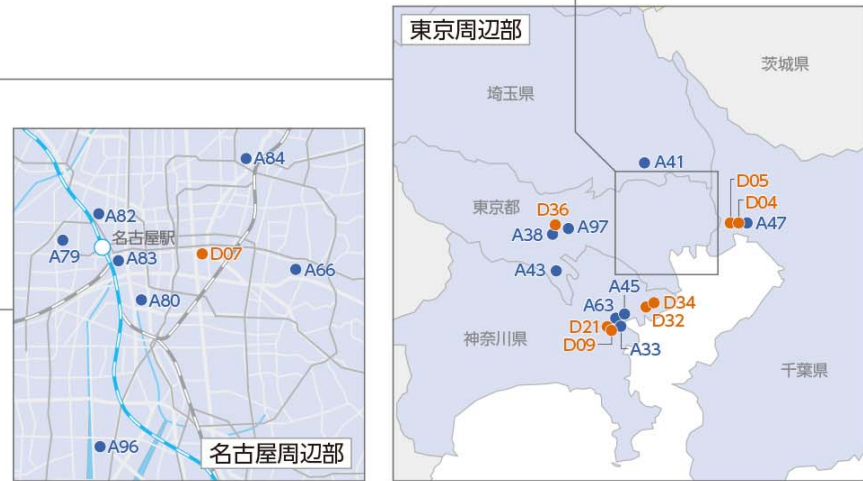 A84
A82
名古屋駅
A79
A83
D07
A66
A80
A96
名古屋周辺部
東京周辺部
茨城県
埼玉県
A41
D05
D04
A47
東京都
D36
A38
A97
A43
A45
A63
D34
D32
D21
D09
A33
神奈川県
千葉県